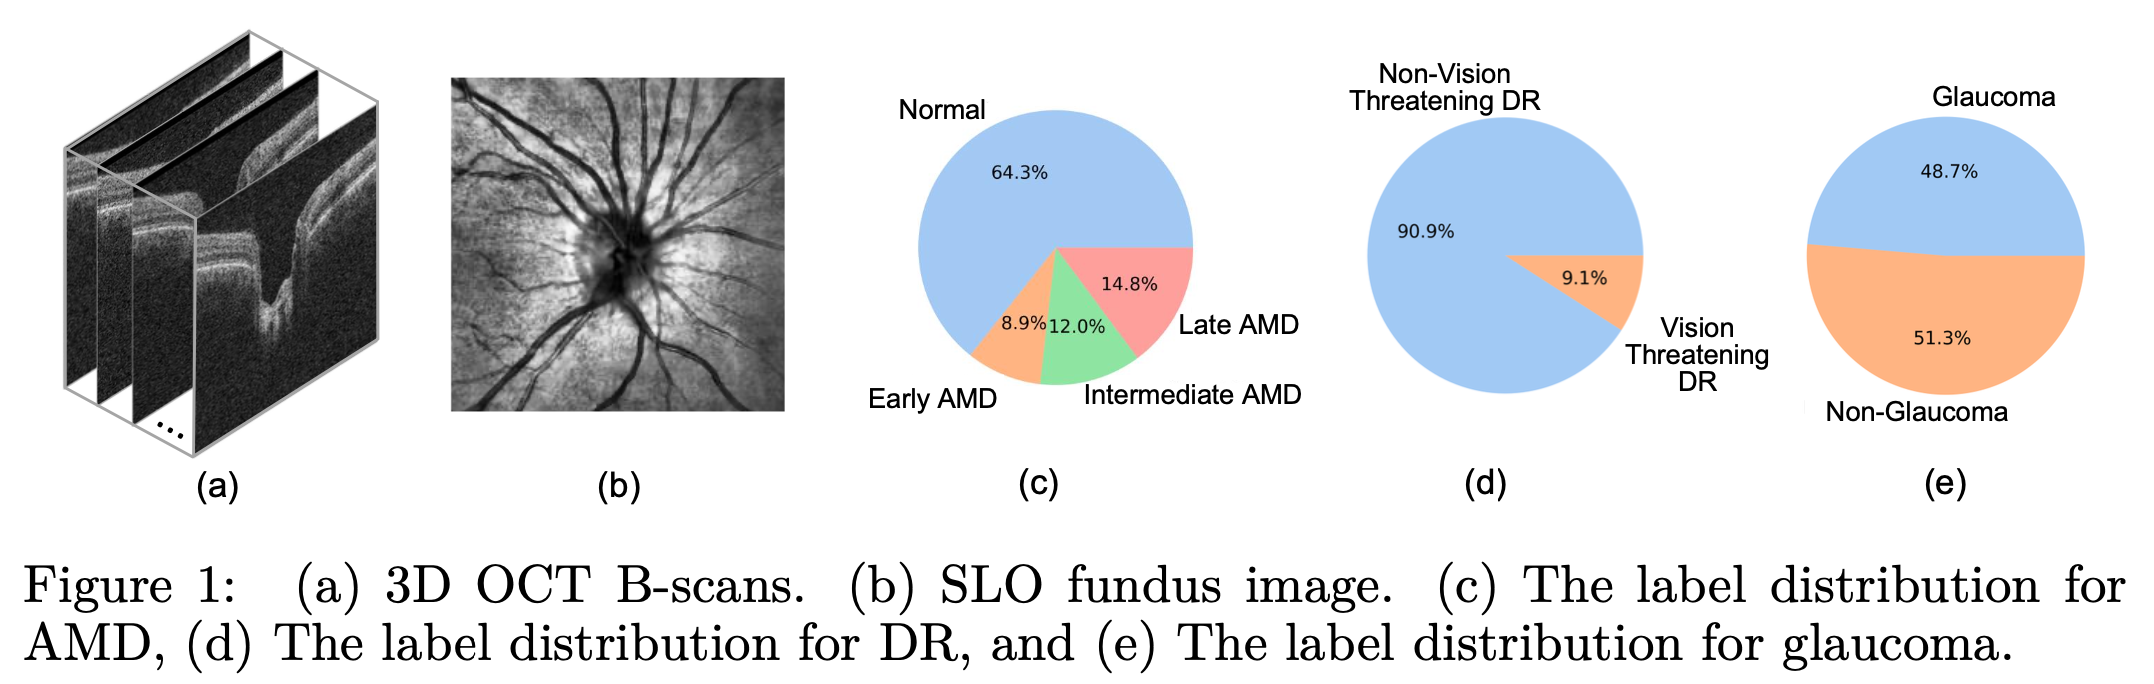 Normal
64.3%
14.8%
8.9%
12.0%
Late AMD
Early AMD
Intermediate AMD
Non-Vision
Threatening DR
90.9%
9.1%
Vision
Threatening
DR
Glaucoma
48.7%
51.3%
Non-Glaucoma
...
(a)
(b)
(c)
(d)
(e)
Figure 1: (a) 3D OCT B-scans. (b) SLO fundus image. (c) The label distribution for
AMD, (d) The label distribution for DR, and (e) The label distribution for glaucoma.